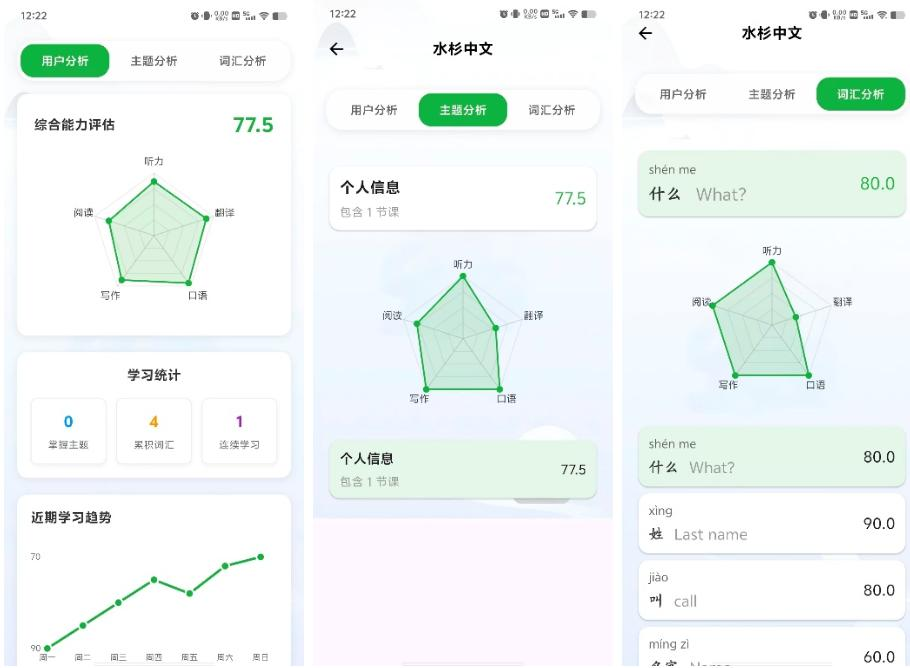 12:22
用户分析 主题分析 词汇分析
综合能力评估 77.5
听力
阅读 翻译
写作 口语
学习统计
0 4 1
掌握主题 累积词汇 连续学习
近期学习趋势
70
90
周一 周二 周三 周四 周五 周六 周日
12:22
水杉中文
用户分析 主题分析 词汇分析
个人信息
包含 1 节课
77.5
听力
阅读 翻译
写作 口语
个人信息
包含 1 节课
77.5
12:22
水杉中文
用户分析 主题分析 词汇分析
shén me
什么 What?
80.0
听力
阅读 翻译
写作 口语
shén me
什么 What?
80.0
xìng
姓 Last name
90.0
jiào
叫 call
80.0
míng zì
60.0